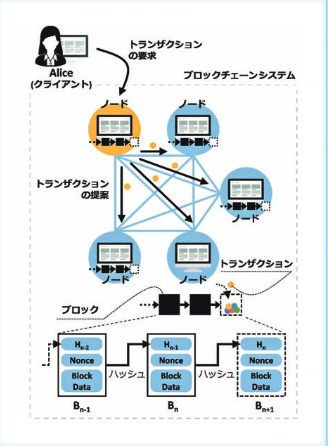 トランザクション
の要求
Alice
(クライアント)
ブロックチェーンシステム
ノード
ノード
トランザクション
の提案
ノード
ノード
ノード
トランザクション
ブロック
Hn-2
Hn-1
Hn
Nonce
Nonce
Nonce
ハッシュ
ハッシュ
Block
Data
Block
Data
Block
Data
Bn-1
Bn
Bn+1